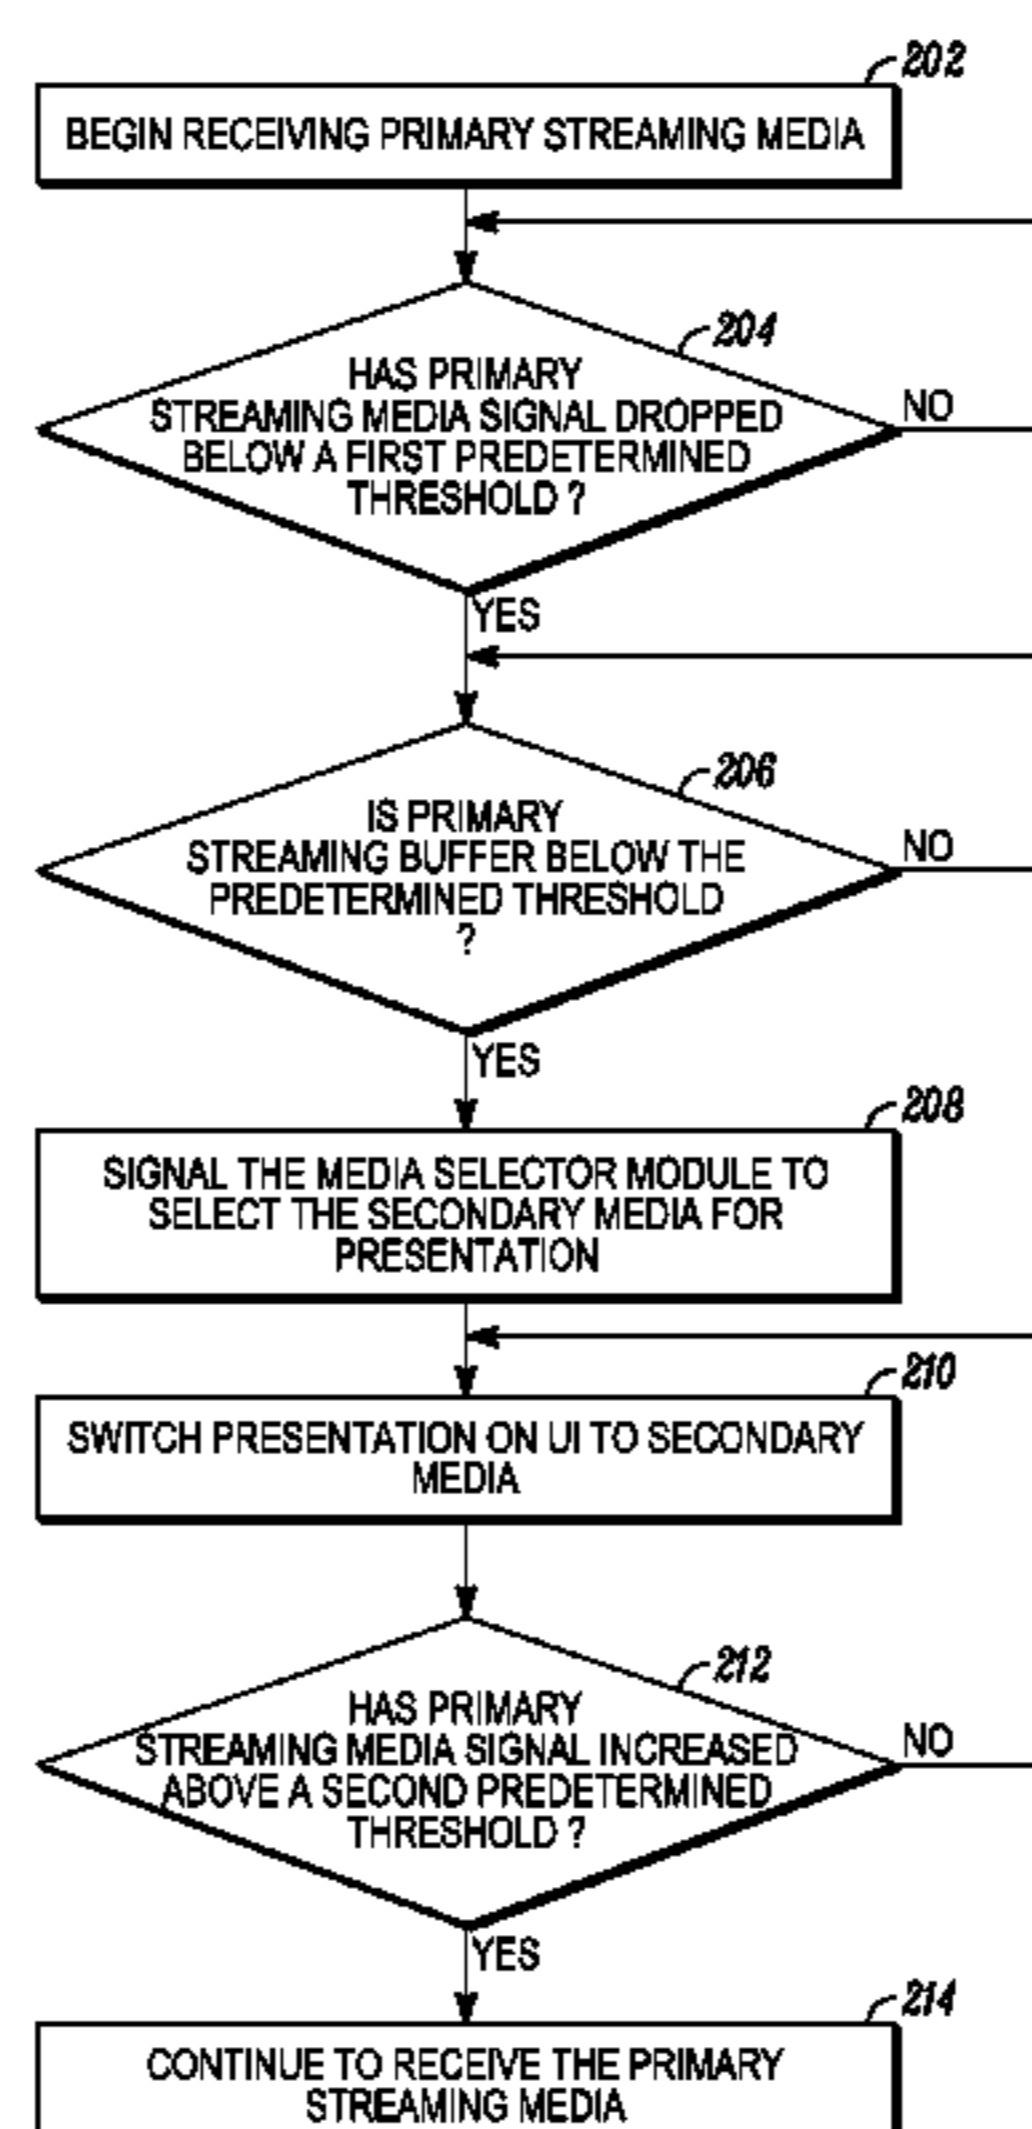 202
BEGIN RECEIVING PRIMARY STREAMING MEDIA
204
HAS PRIMARY
STREAMING MEDIA SIGNAL DROPPED
BELOW A FIRST PREDETERMINED
THRESHOLD ?
NO
YES
206
IS PRIMARY
STREAMING BUFFER BELOW THE
PREDETERMINED THRESHOLD
?
NO
YES
208
SIGNAL THE MEDIA SELECTOR MODULE TO
SELECT THE SECONDARY MEDIA FOR
PRESENTATION
210
SWITCH PRESENTATION ON UI TO SECONDARY
MEDIA
212
HAS PRIMARY
STREAMING MEDIA SIGNAL INCREASED
ABOVE A SECOND PREDETERMINED
THRESHOLD ?
NO
YES
214
CONTINUE TO RECEIVE THE PRIMARY
STREAMING MEDIA